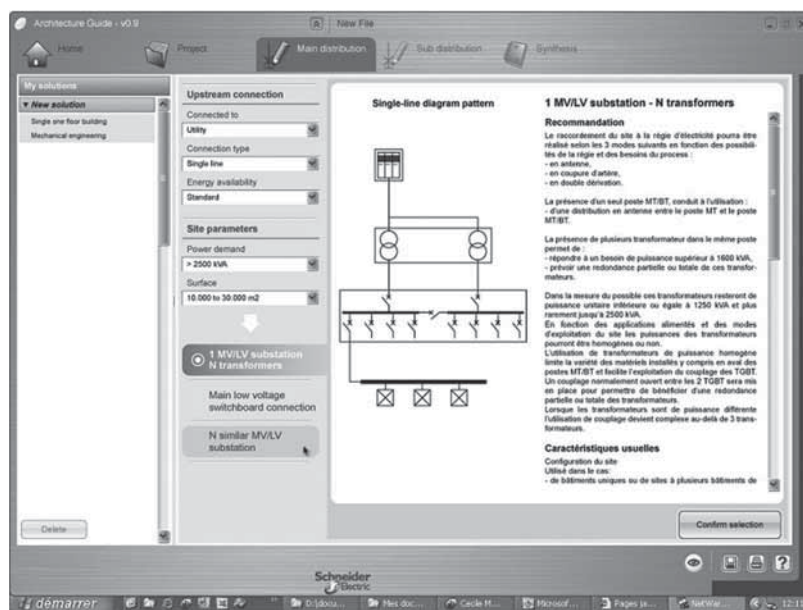 Architecture Guide - v0.9
New File
Home
Project
Main distribution
Sub distribution
Synthesis
My solutions
New solution
Single one floor building
Mechanical engineering
Delete
Upstream connection
Connected to
Utility
Connection type
Single line
Energy availability
Standard
Site parameters
Power demand
> 2500 kVA
Surface
10.000 to 30.000 m2
1 MV/LV substation
N transformers
Main low voltage
switchboard connection
N similar MV/LV
substation
Single-line diagram pattern
1 MV/LV substation - N transformers
Recommandation
Le raccordement du site à la régie d'électricité pourra être
réalisé selon les 3 modes suivants en fonction des possibili-
tés de la régie et des besoins du process :
- en antenne,
- en coupure d'artère,
- en double dérivation.
La présence d'un seul poste MT/BT, conduit à l'utilisation :
- d'une distribution en antenne entre le poste MT et le poste
MT/BT.
La présence de plusieurs transformateur dans le même poste
permet de :
- répondre à un besoin de puissance supérieur à 1600 kVA,
- prévoir une redondance partielle ou totale de ces transfor-
mateurs.
Dans la mesure du possible ces transformateurs resteront de
puissance unitaire inférieure ou égale à 1250 kVA et plus
rarement jusqu'à 2500 kVA.
En fonction des applications alimentés et des modes
d'exploitation du site les puissances des transformateurs
pourront être homogènes ou non.
L'utilisation de transformateurs de puissance homogène
limite la variété des matériels installés y compris en aval des
postes MT/BT et facilite l'exploitation du couplage des TGBT.
Un couplage normalement ouvert entre les 2 TGBT sera mis
en place pour permettre de bénéficier d'une redondance
partielle ou totale des transformateurs.
Lorsque les transformateurs sont de puissance différente
l'utilisation de couplage devient complexe au-delà de 3 trans-
formateurs.
Caractéristiques usuelles
Configuration du site
Utilisé dans le cas:
- de bâtiments uniques ou de sites à plusieurs bâtiments de
Confirm selection
Schneider
Electric
démarrer
D:\docu...
Mes doc...
Cecile M...
Microsof...
Pages ja...